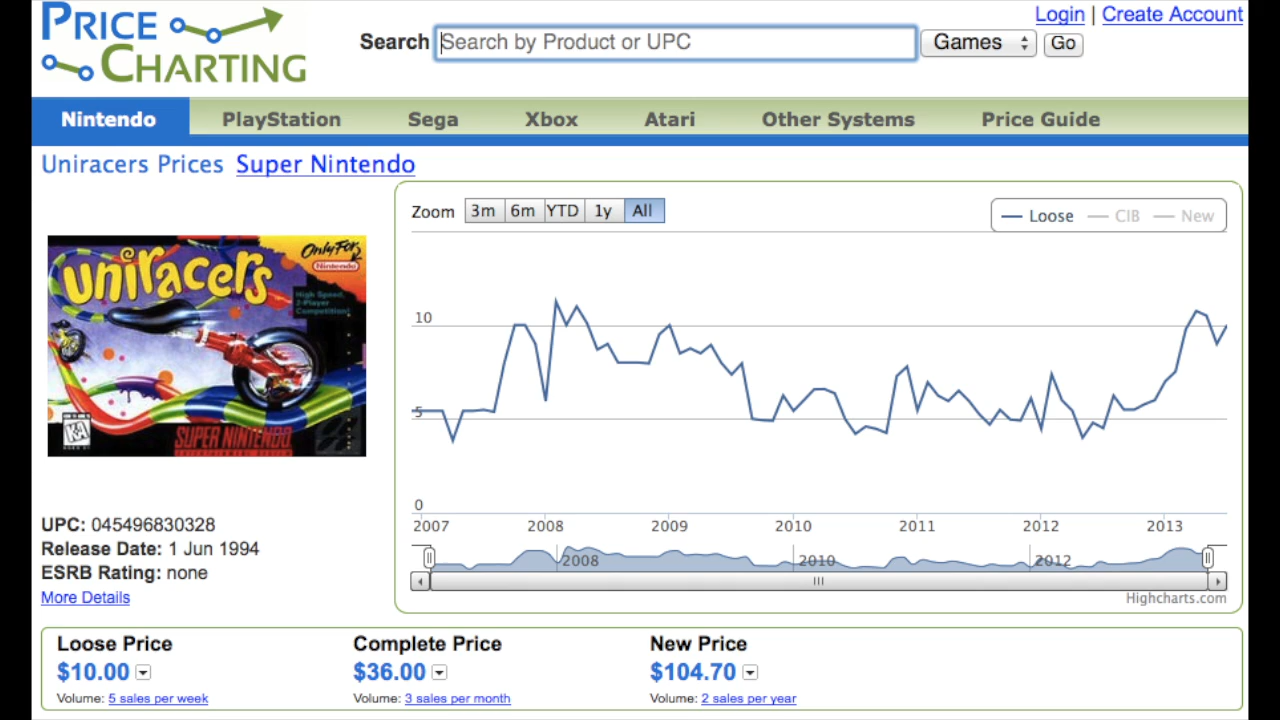 PRICE CHARTING
Login | Create Account
Search Search by Product or UPC Games Go
Nintendo PlayStation Sega Xbox Atari Other Systems Price Guide
Uniracers Prices Super Nintendo
Zoom 3m 6m YTD 1y All
Loose CIB New
Only For
Nintendo
uniracers
High Speed,
2-Player
Competition!
K-A
SUPER NINTENDO
10
5
0
2007 2008 2009 2010 2011 2012 2013
2008 2010 2012
Highcharts.com
UPC: 045496830328
Release Date: 1 Jun 1994
ESRB Rating: none
More Details
Loose Price Complete Price New Price
$10.00 $36.00 $104.70
Volume: 5 sales per week Volume: 3 sales per month Volume: 2 sales per year